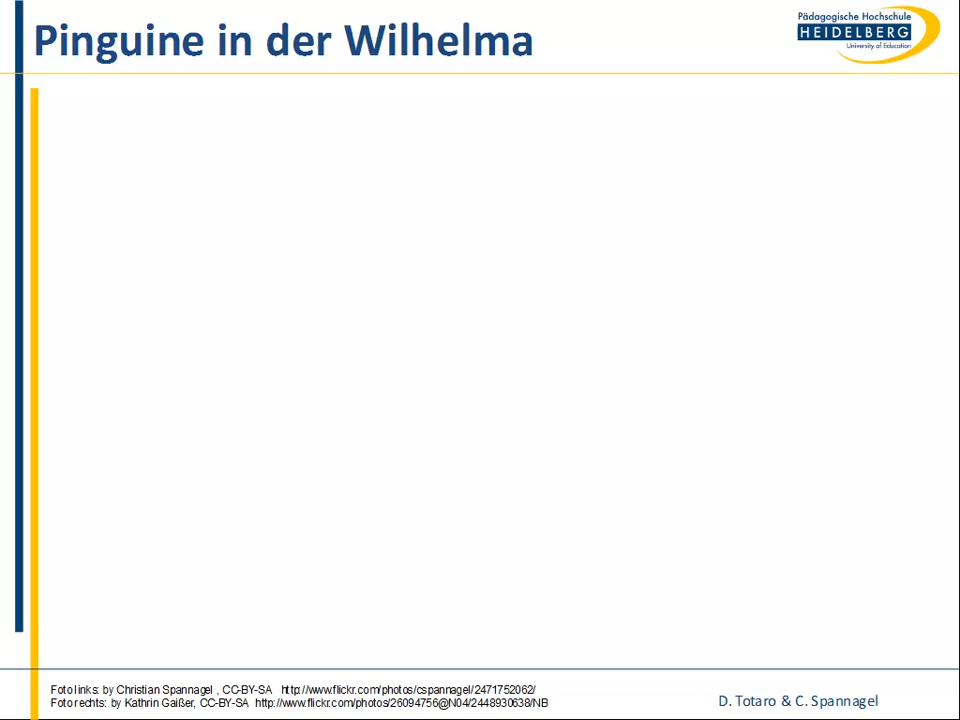 Pinguine in der Wilhelma
Pädagogische Hochschule
HEIDELBERG
University of Education
Foto links: by Christian Spannagel , CC-BY-SA http://www.flickr.com/photos/cspannagel/2471752062/
Foto rechts: by Kathrin Gaißer, CC-BY-SA http://www.flickr.com/photos/26094756@N04/2448930638/NB
D. Totaro & C. Spannagel